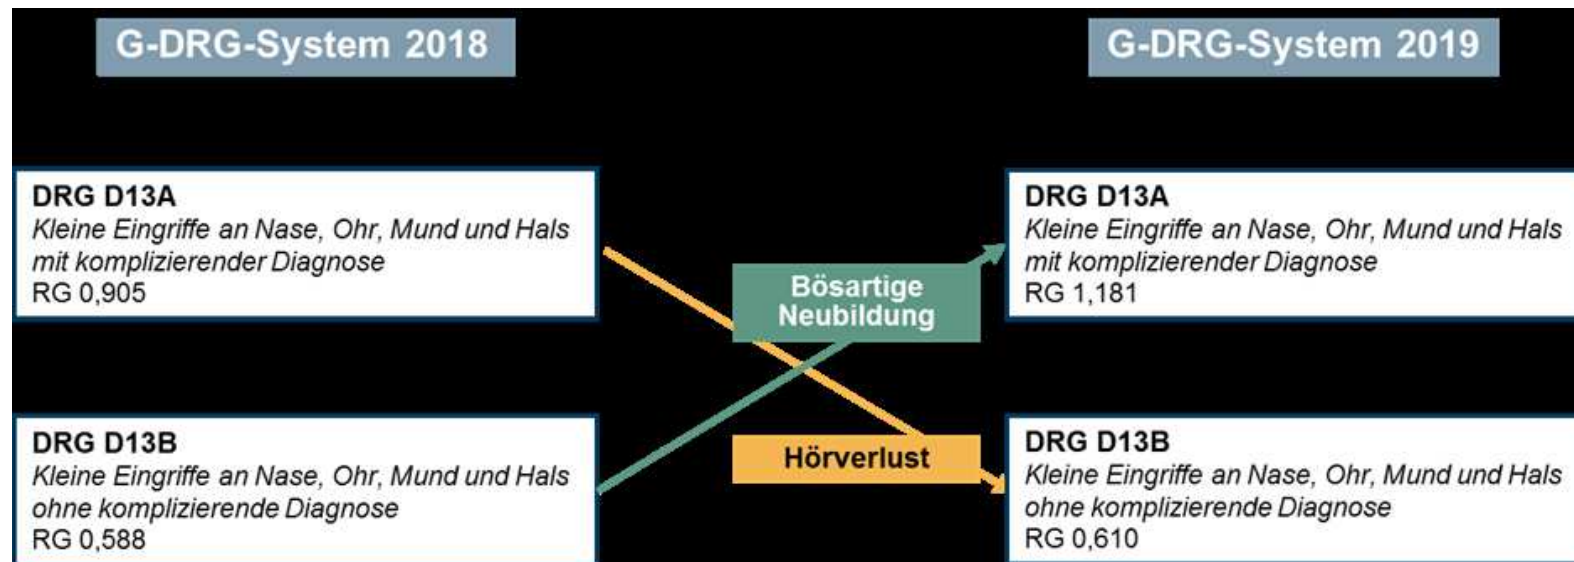 G-DRG-System 2018
G-DRG-System 2019
DRG D13A
Kleine Eingriffe an Nase, Ohr, Mund und Hals
mit komplizierender Diagnose
RG 0,905
Bösartige
Neubildung
DRG D13A
Kleine Eingriffe an Nase, Ohr, Mund und Hals
mit komplizierender Diagnose
RG 1,181
DRG D13B
Kleine Eingriffe an Nase, Ohr, Mund und Hals
ohne komplizierende Diagnose
RG 0,588
Hörverlust
DRG D13B
Kleine Eingriffe an Nase, Ohr, Mund und Hals
ohne komplizierende Diagnose
RG 0,610